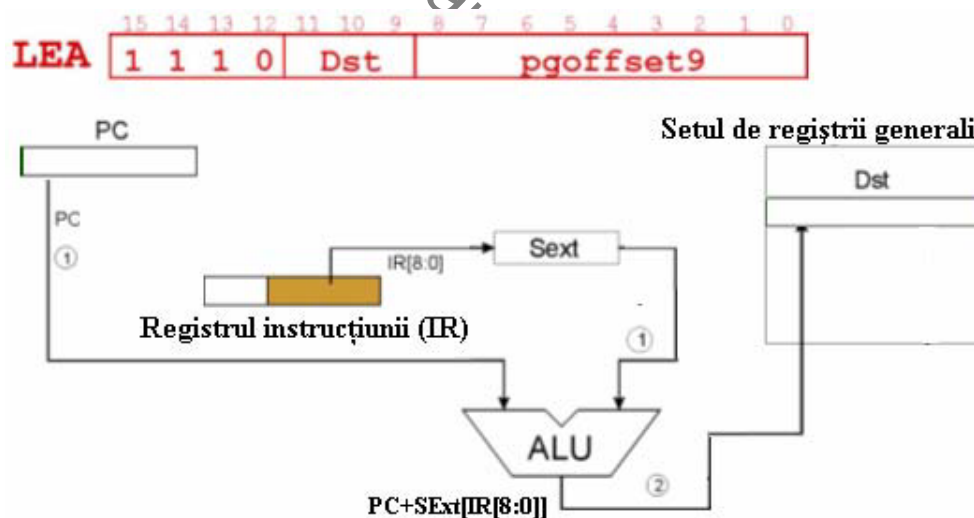 15 14 13 12 11 10 9 8 7 6 5 4 3 2 1 0
LEA 1 1 1 0 Dst pgoffset9
PC
Setul de regiştrii generali
Dst
PC
1
IR[8:0]
Sext
Registrul instrucțiunii (IR)
1
ALU
2
PC+SExt[IR[8:0]]